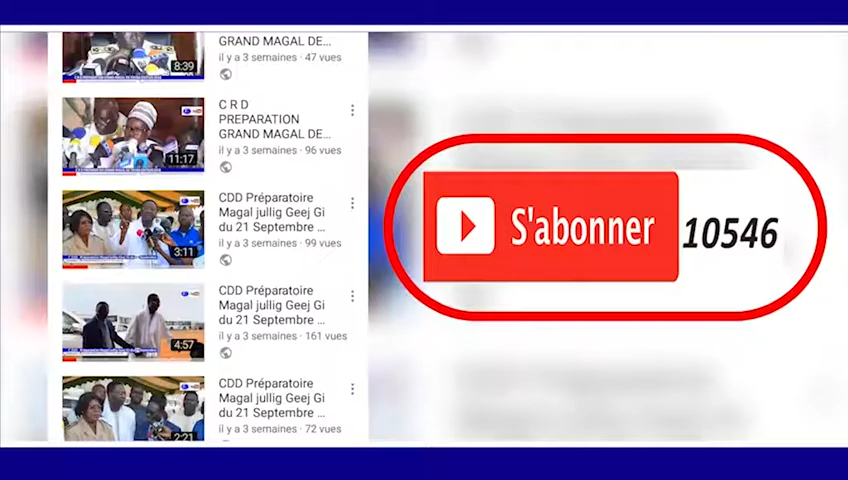 GRAND MAGAL DE...
il y a 3 semaines · 47 vues
8:39
C R D
PREPARATION
GRAND MAGAL DE...
il y a 3 semaines · 96 vues
11:17
CDD Préparatoire
Magal jullig Geej Gi
du 21 Septembre ...
il y a 3 semaines · 99 vues
3:11
CDD Préparatoire
Magal jullig Geej Gi
du 21 Septembre ...
il y a 3 semaines · 161 vues
4:57
CDD Préparatoire
Magal jullig Geej Gi
du 21 Septembre ...
il y a 3 semaines · 72 vues
2:21
S'abonner
10546